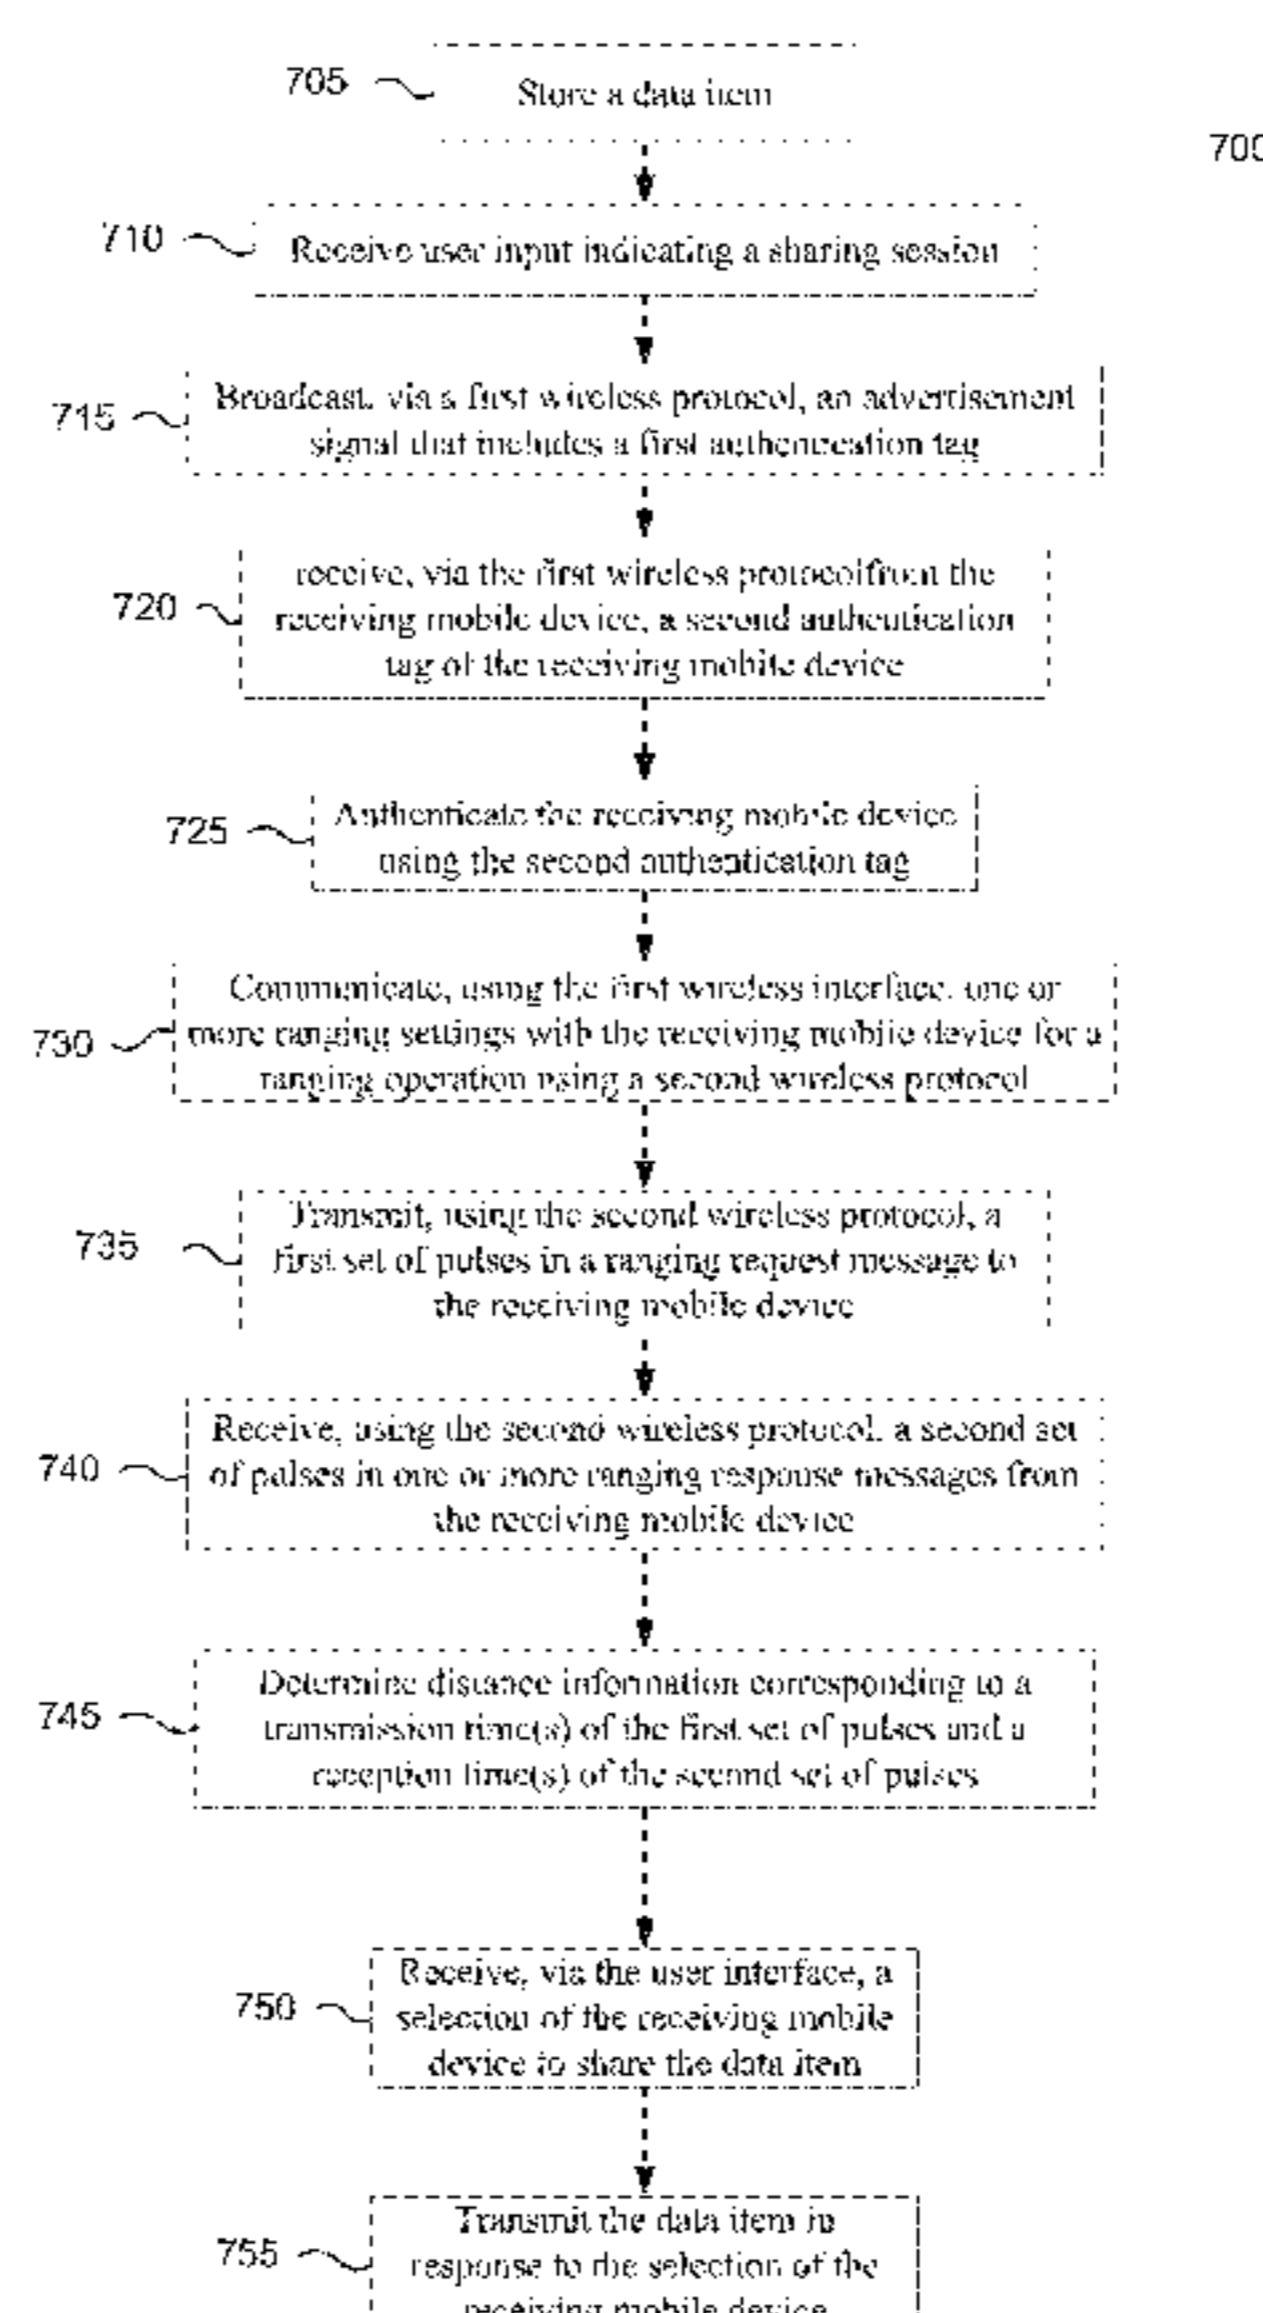 705
Store a data item
700
710
Receive user input indicating a sharing session
715
Broadcast, via a first wireless protocol, an advertisement
signal that includes a first authentication tag
720
receive, via the first wireless protocolfrom the
receiving mobile device, a second authentication
tag of the receiving mobile device
725
Authenticate the receiving mobile device
using the second authentication tag
730
Communicate, using the first wireless interface, one or
more ranging settings with the receiving mobile device for a
ranging operation using a second wireless protocol
735
Transmit, using the second wireless protocol, a
first set of pulses in a ranging request message to
the receiving mobile device
740
Receive, using the second wireless protocol, a second set
of pulses in one or more ranging response messages from
the receiving mobile device
745
Determine distance information corresponding to a
transmission time(s) of the first set of pulses and a
reception time(s) of the second set of pulses
750
Receive, via the user interface, a
selection of the receiving mobile
device to share the data item
755
Transmit the data item in
response to the selection of the
receiving mobile device